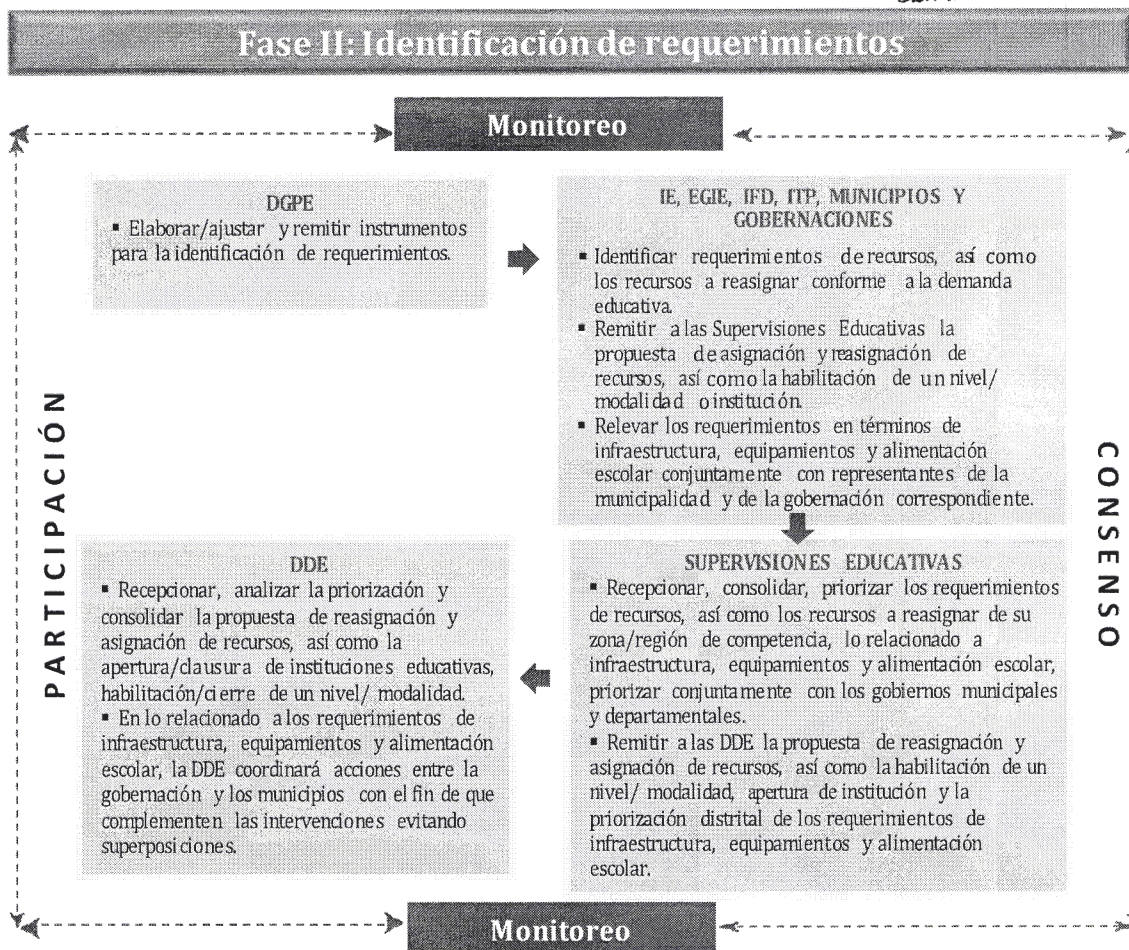 Fase II: Identificación de requerimientos
Monitoreo
DGPE
▪ Elaborar/ajustar y remitir instrumentos
para la identificación de requerimientos.
IE, EGIE, IFD, ITP, MUNICIPIOS Y
GOBERNACIONES
▪ Identificar requerimientos de recursos, así como
los recursos a reasignar conforme a la demanda
educativa.
▪ Remitir a las Supervisiones Educativas la
propuesta de asignación y reasignación de
recursos, así como la habilitación de un nivel/
modalidad o institución.
▪ Relevar los requerimientos en términos de
infraestructura, equipamientos y alimentación
escolar conjuntamente con representantes de la
municipalidad y de la gobernación correspondiente.
SUPERVISIONES EDUCATIVAS
▪ Recepcionar, consolidar, priorizar los requerimientos
de recursos, así como los recursos a reasignar de su
zona/región de competencia, lo relacionado a
infraestructura, equipamientos y alimentación escolar,
priorizar conjuntamente con los gobiernos municipales
y departamentales.
▪ Remitir a las DDE la propuesta de reasignación y
asignación de recursos, así como la habilitación de un
nivel/ modalidad, apertura de institución y la
priorización distrital de los requerimientos de
infraestructura, equipamientos y alimentación
escolar.
DDE
▪ Recepcionar, analizar la priorización y
consolidar la propuesta de reasignación y
asignación de recursos, así como la
apertura/clausura de instituciones educativas,
habilitación/cierre de un nivel/ modalidad.
▪ En lo relacionado a los requerimientos de
infraestructura, equipamientos y alimentación
escolar, la DDE coordinará acciones entre la
gobernación y los municipios con el fin de que
complementen las intervenciones evitando
superposiciones.
PARTICIPACIÓN
CONSENSO
Monitoreo